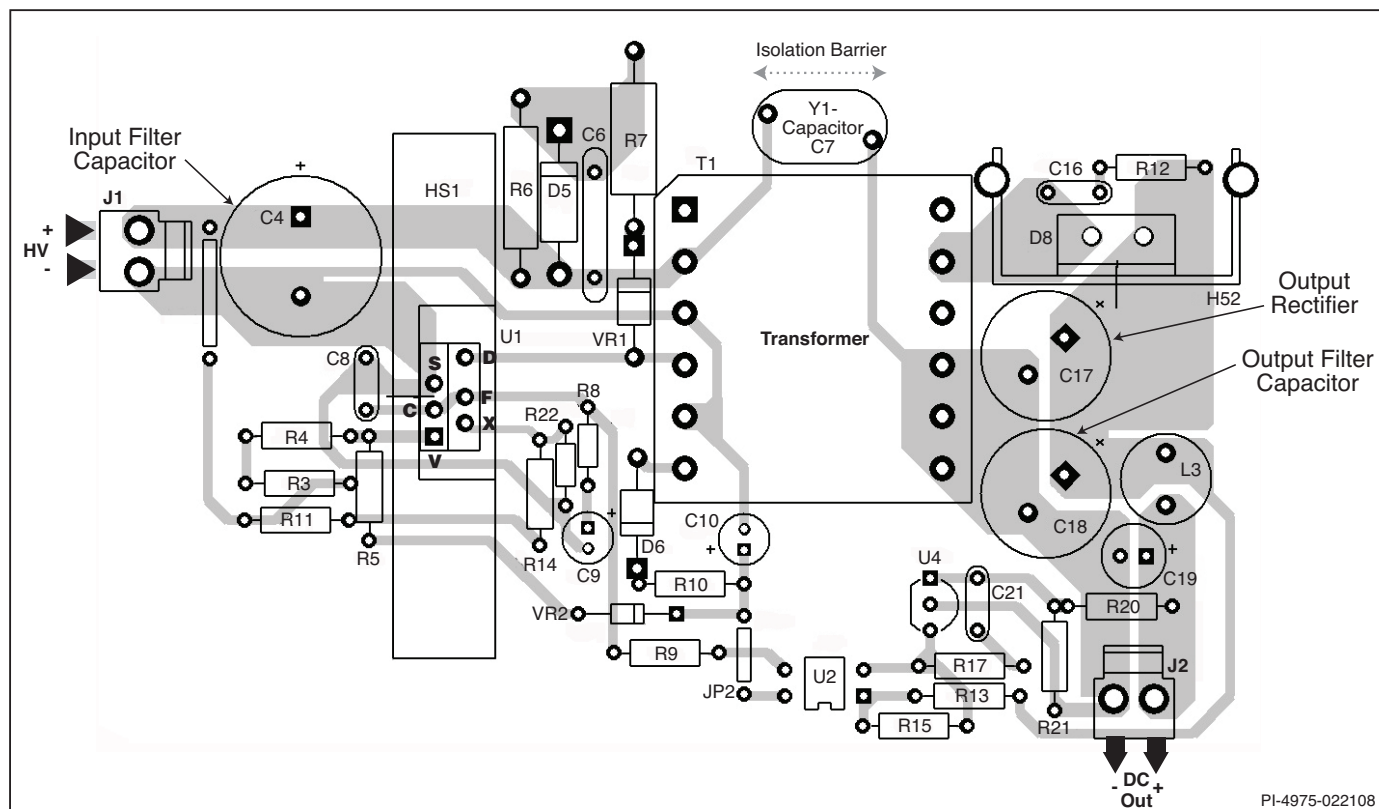 Isolation Barrier
Y1-
Capacitor
C7
Input Filter
Capacitor
+
J1
C4
HS1
R6
D5
C6
R7
T1
C16
R12
D8
+
HV
-
H52
Output
Rectifier
U1
VR1
Transformer
C8
S
D
C
F
X
V
C17
Output Filter
Capacitor
R8
R22
R4
R3
R11
R5
R14
+
C9
D6
C10
+
C18
L3
+
C19
U4
C21
R20
R10
VR2
R9
JP2
U2
R17
R13
R15
R21
J2
- DC +
Out
PI-4975-022108